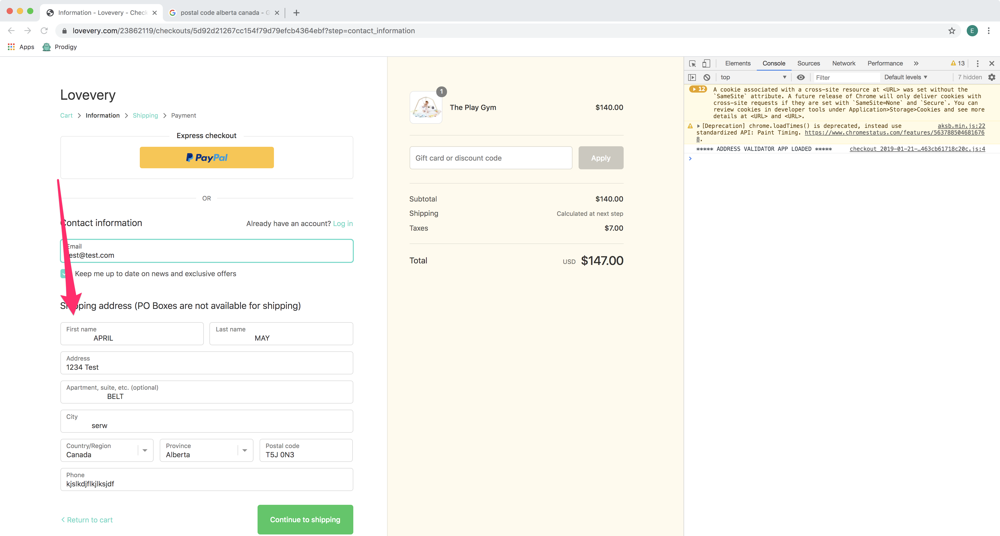 Information - Lovevery - Check
postal code alberta canada - G
lovevery.com/23862119/checkouts/5d92d21267cc154f79d79efcb4364ebf?step=contact_information
E
Apps
Prodigy
Lovevery
Cart > Information > Shipping > Payment
Express checkout
PayPal
OR
Contact information
Already have an account? Log in
Email
est@test.com
Keep me up to date on news and exclusive offers
Shipping address (PO Boxes are not available for shipping)
First name
APRIL
Last name
MAY
Address
1234 Test
Apartment, suite, etc. (optional)
BELT
City
serw
Country/Region
Canada
Province
Alberta
Postal code
T5J 0N3
Phone
kjslkdjflkjlksjdf
< Return to cart
Continue to shipping
1
The Play Gym
$140.00
Gift card or discount code
Apply
Subtotal
$140.00
Shipping
Calculated at next step
Taxes
$7.00
Total
USD $147.00
Elements Console Sources Network Performance » 13
top
Filter
Default levels
7 hidden
12
A cookie associated with a cross-site resource at <URL> was set without the
`SameSite` attribute. A future release of Chrome will only deliver cookies with
cross-site requests if they are set with `SameSite=None` and `Secure`. You can
review cookies in developer tools under Application>Storage>Cookies and see more
details at <URL> and <URL>.
[Deprecation] chrome.loadTimes() is deprecated, instead use aksb.min.js:22
standardized API: Paint Timing. https://www.chromestatus.com/features/563788504681676
8.
***** ADDRESS VALIDATOR APP LOADED ***** checkout_2019-01-21-…463cb61718c20c.js:4